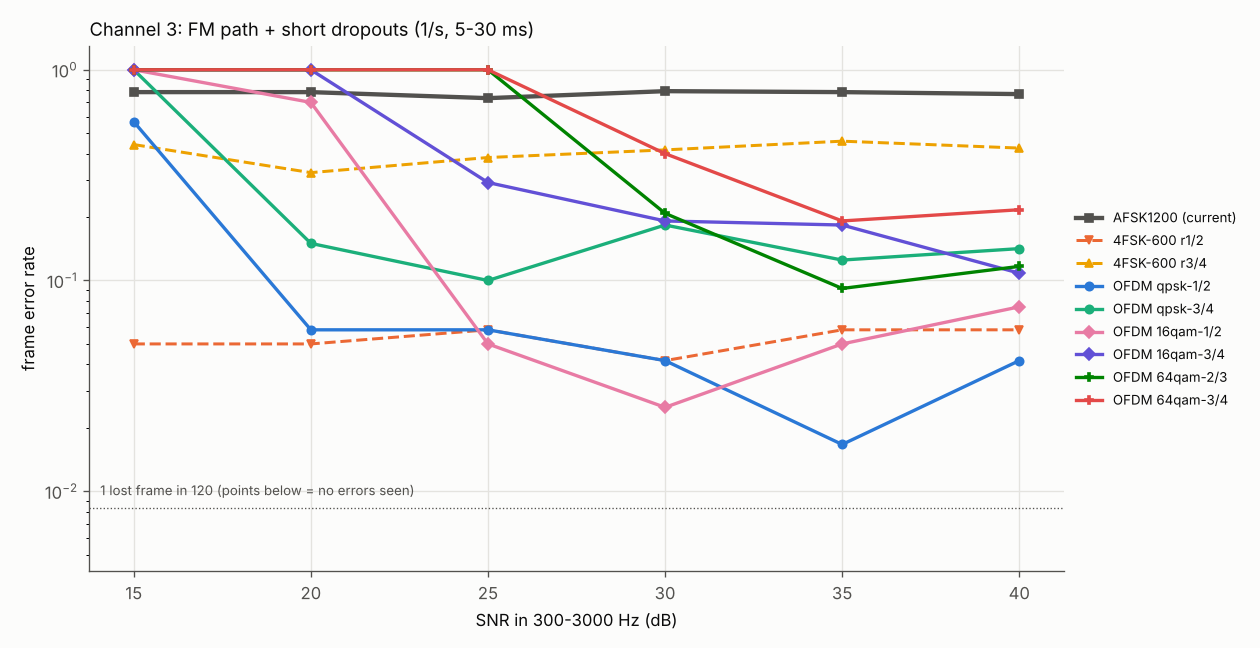 Channel 3: FM path + short dropouts (1/s, 5-30 ms)
10⁰
10⁻¹
10⁻²
frame error rate
1 lost frame in 120 (points below = no errors seen)
15 20 25 30 35 40
SNR in 300-3000 Hz (dB)
AFSK1200 (current)
4FSK-600 r1/2
4FSK-600 r3/4
OFDM qpsk-1/2
OFDM qpsk-3/4
OFDM 16qam-1/2
OFDM 16qam-3/4
OFDM 64qam-2/3
OFDM 64qam-3/4